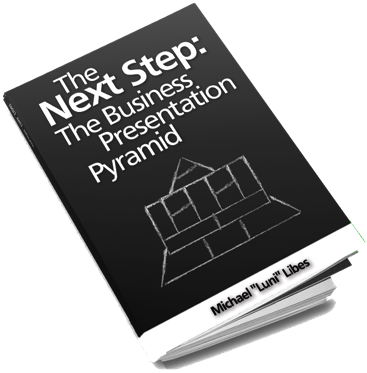 The
Next Step:
The Business
Presentation
Pyramid
Michael "Luni" Libes